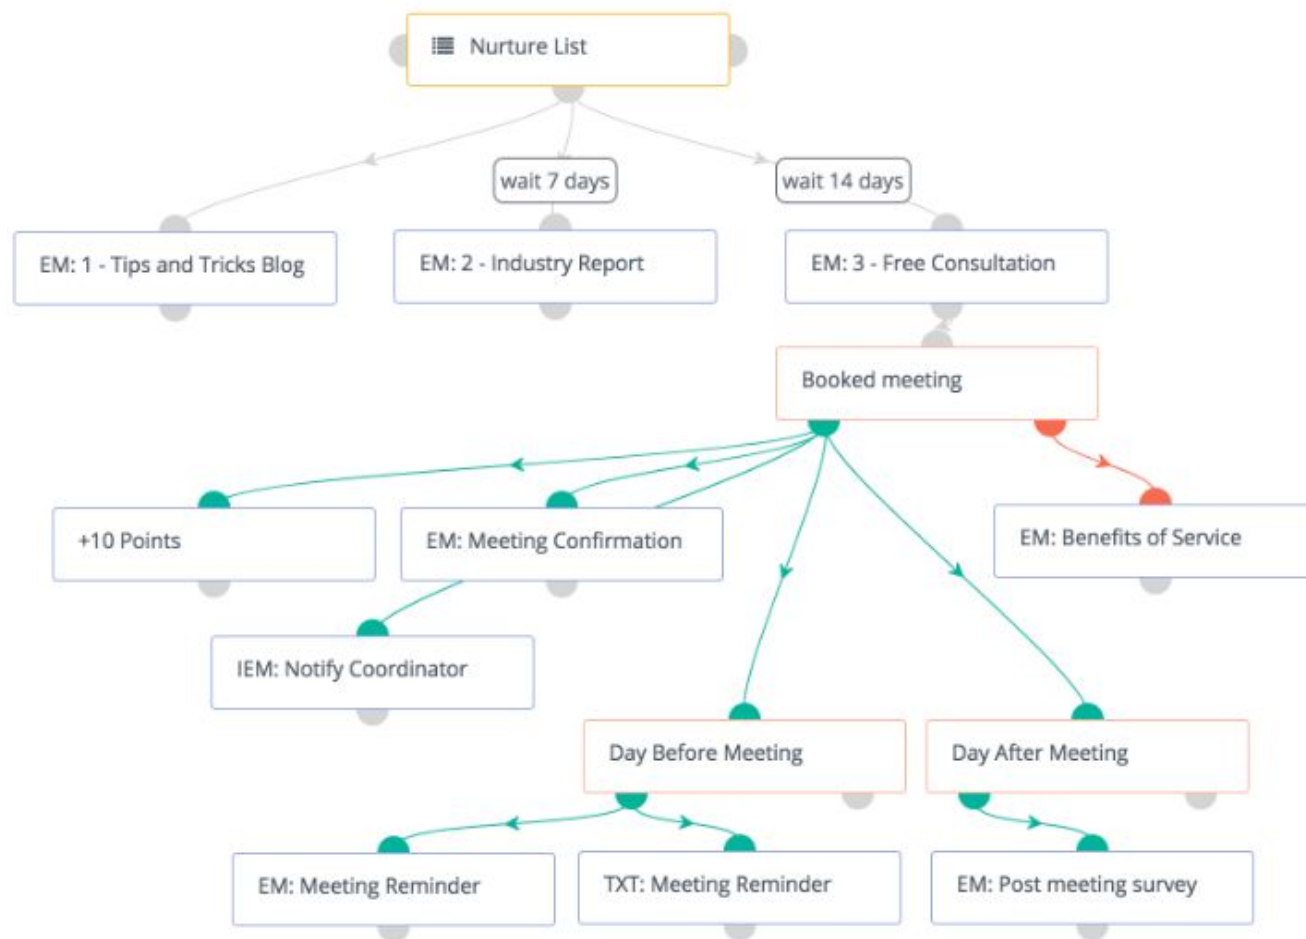 Nurture List
wait 7 days
wait 14 days
EM: 1 - Tips and Tricks Blog
EM: 2 - Industry Report
EM: 3 - Free Consultation
Booked meeting
+10 Points
EM: Meeting Confirmation
EM: Benefits of Service
IEM: Notify Coordinator
Day Before Meeting
Day After Meeting
EM: Meeting Reminder
TXT: Meeting Reminder
EM: Post meeting survey